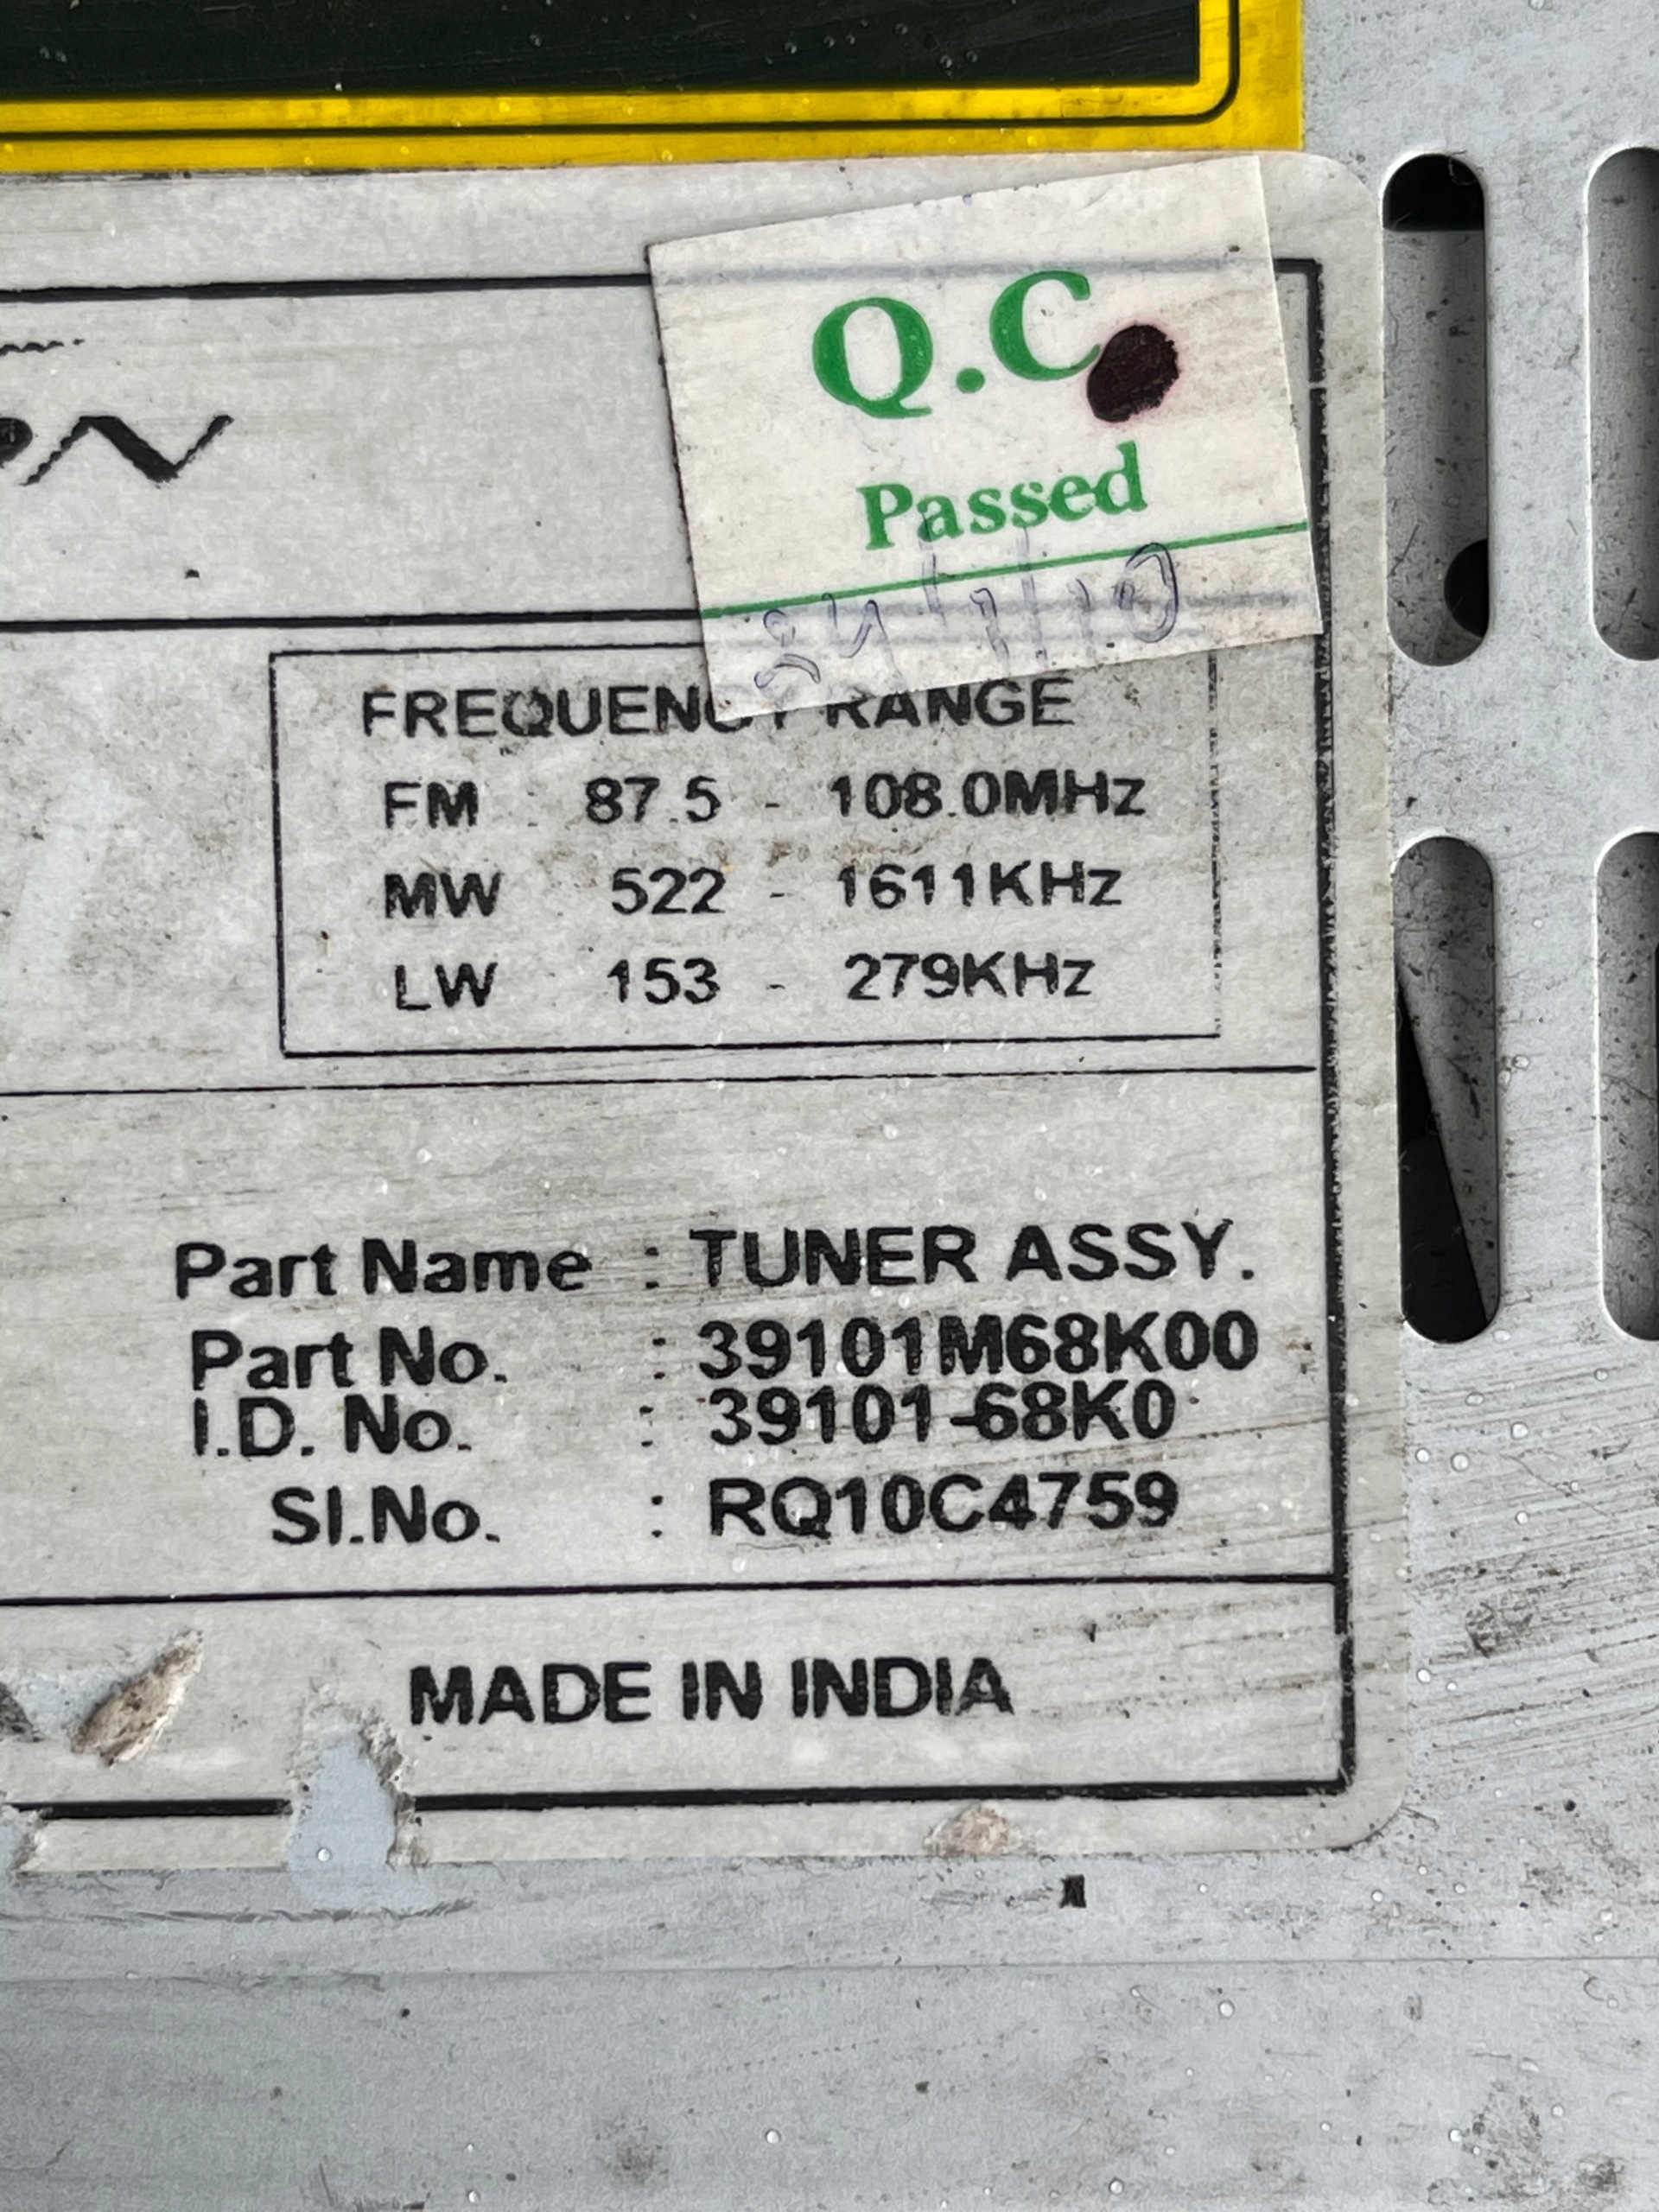 Q.C
Passed
FREQUENCY RANGE
FM : 87.5 - 108.0MHz
MW 522 - 1611KHz
LW 153 - 279KHz
Part Name : TUNER ASSY.
Part No. : 39101M68K00
I.D. No. : 39101-68K0
SI.No. : RQ10C4759
MADE IN INDIA